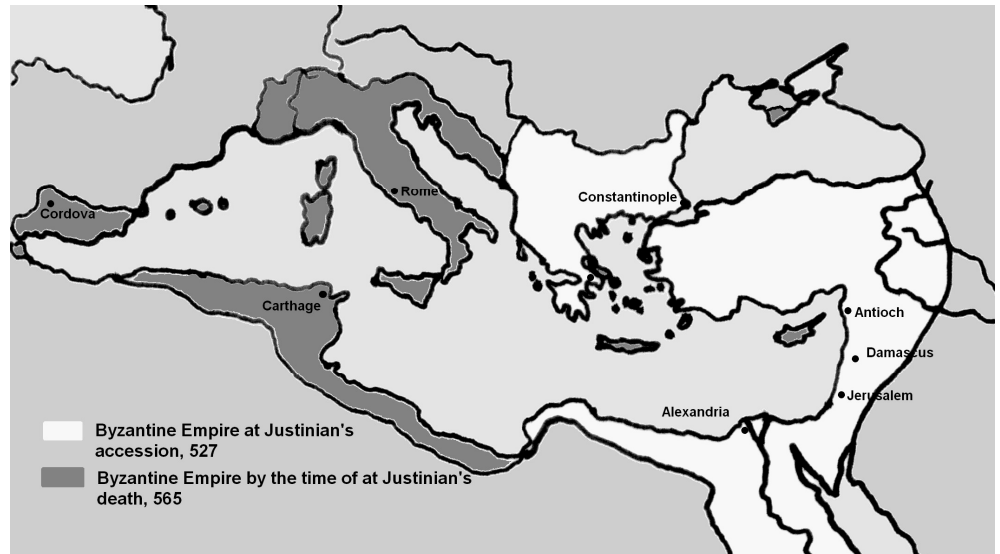 Constantinople
Rome
Cordova
Carthage
Antioch
Damascus
Jerusalem
Alexandria
Byzantine Empire at Justinian's
accession, 527
Byzantine Empire by the time of at Justinian's
death, 565